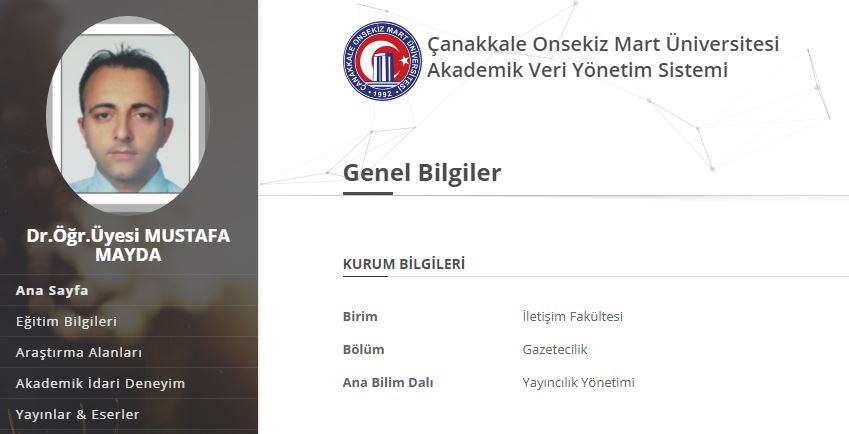 Dr.Öğr.Üyesi MUSTAFA
MAYDA
Ana Sayfa
Eğitim Bilgileri
Araştırma Alanları
Akademik İdari Deneyim
Yayınlar & Eserler
ÇANAKKALE ONSEKİZ MART ÜNİVERSİTESİ
• 1992 •
Çanakkale Onsekiz Mart Üniversitesi
Akademik Veri Yönetim Sistemi
Genel Bilgiler
KURUM BİLGİLERİ
Birim İletişim Fakültesi
Bölüm Gazetecilik
Ana Bilim Dalı Yayıncılık Yönetimi